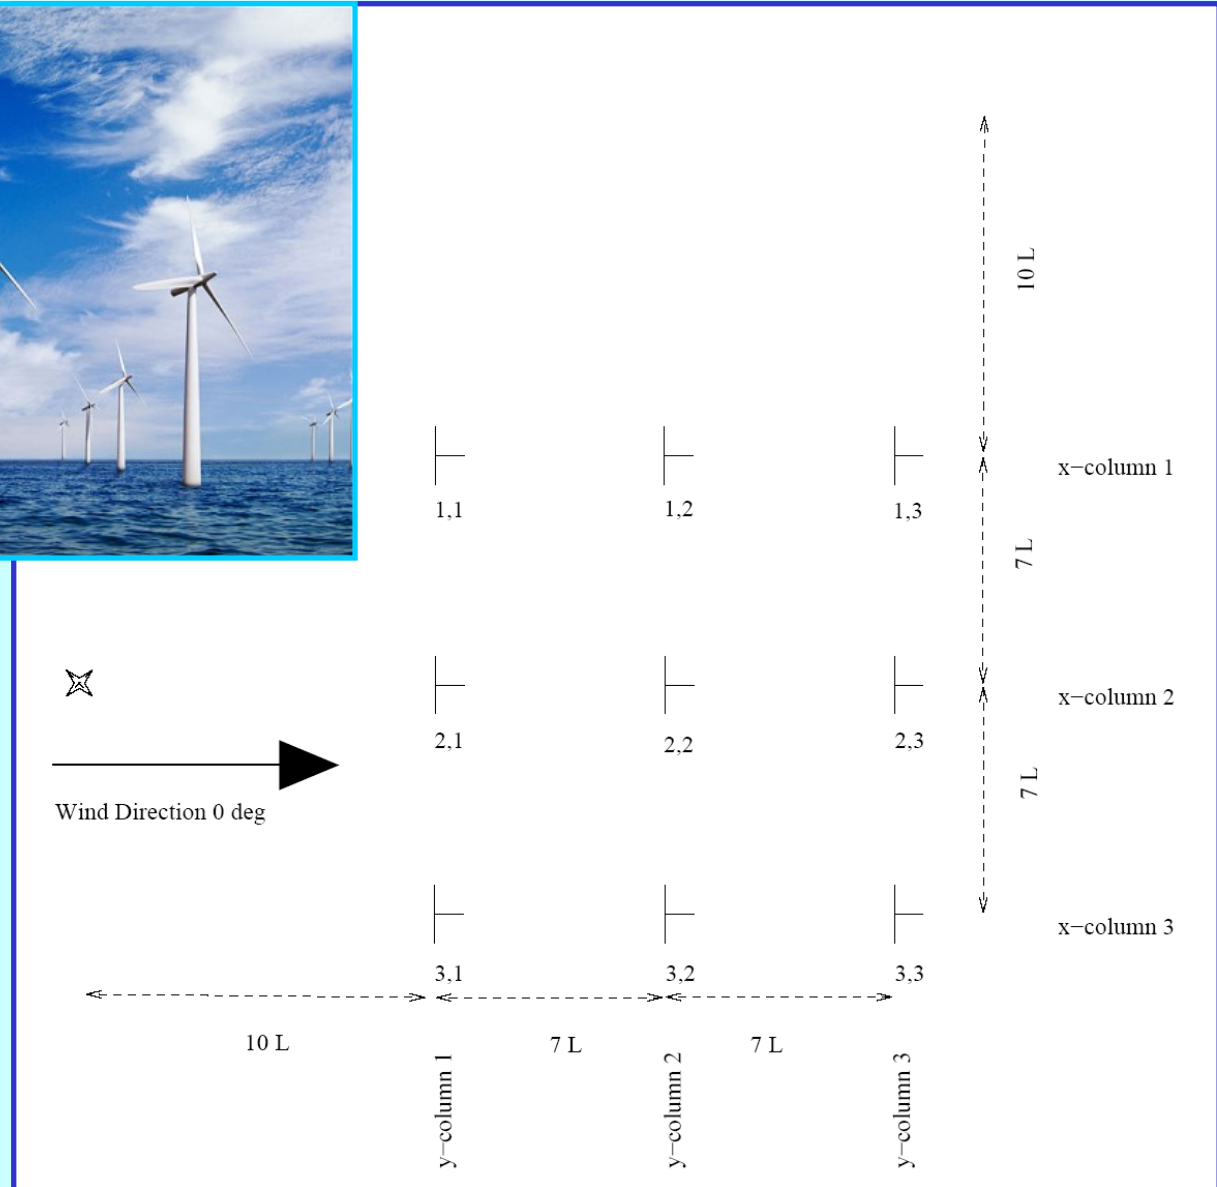 10 L
x−column 1
1,1
1,2
1,3
7 L
x−column 2
2,1
2,2
2,3
Wind Direction 0 deg
7 L
x−column 3
3,1
3,2
3,3
10 L
7 L
7 L
y−column 1
y−column 2
y−column 3